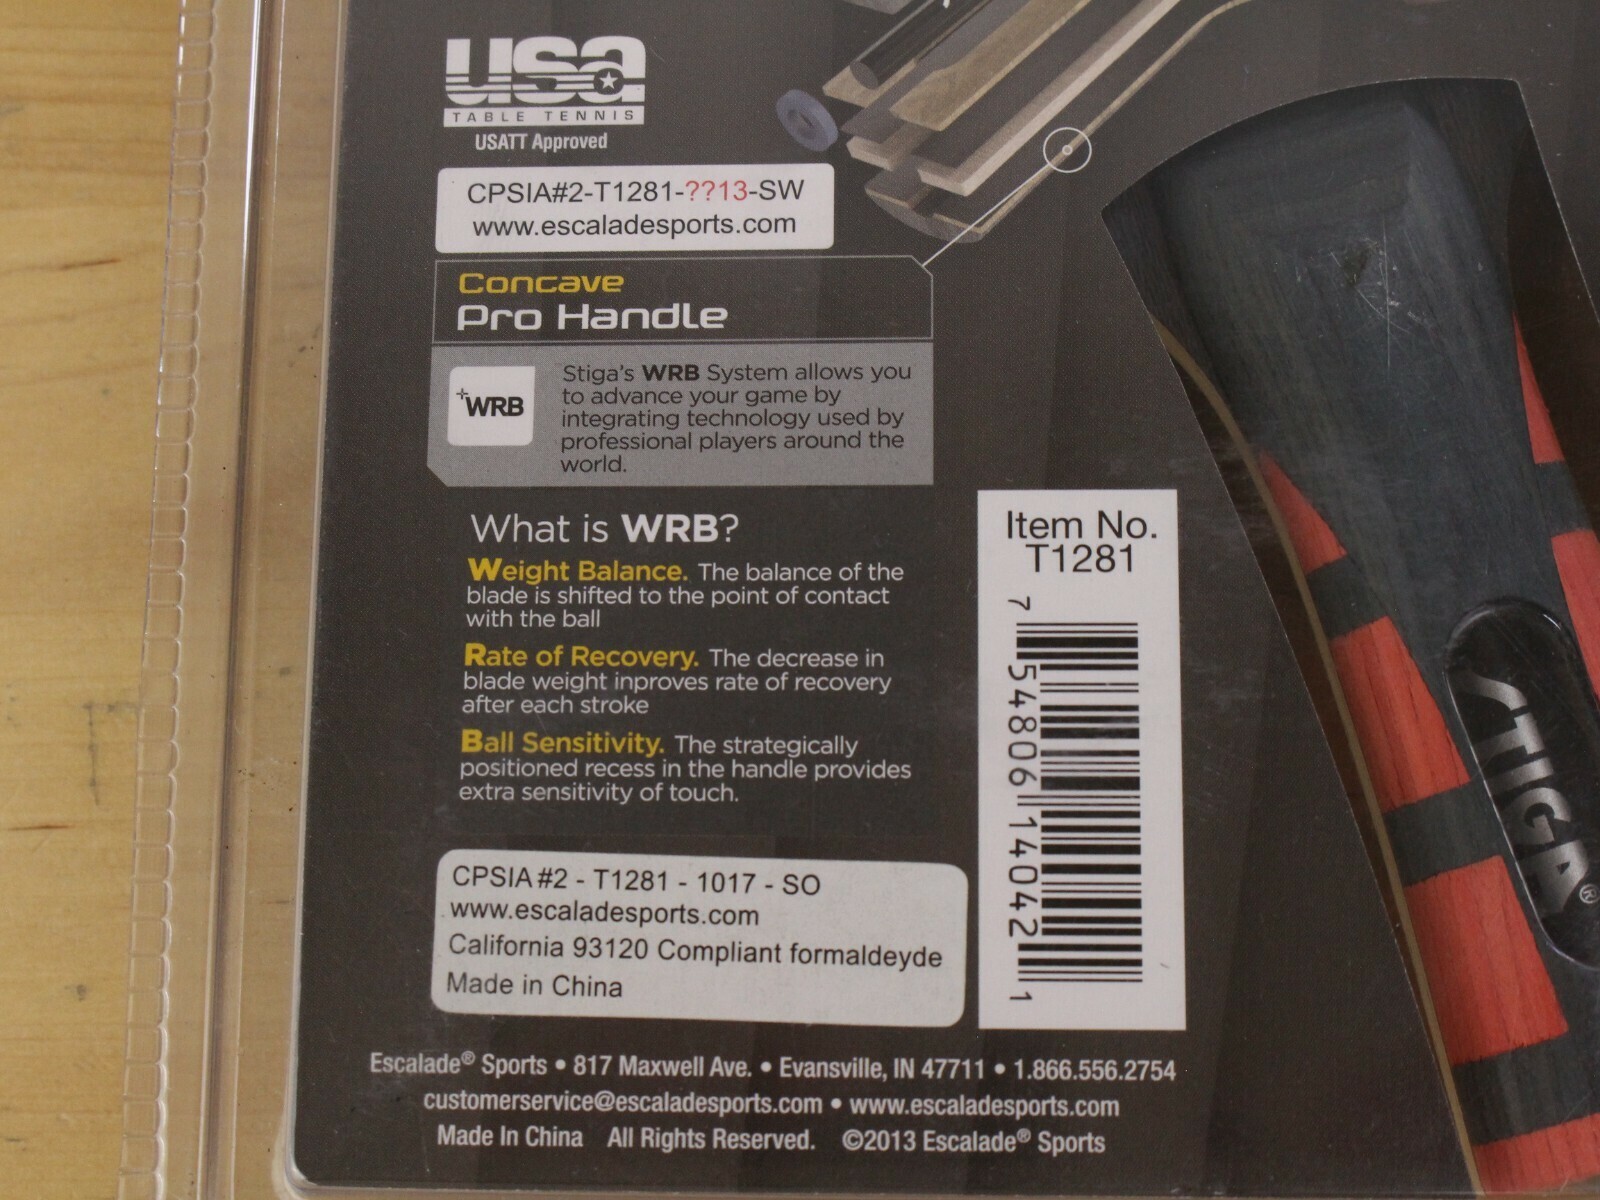 usa
TABLE TENNIS
USATT Approved
CPSIA#2-T1281-??13-SW
www.escaladesports.com
Concave
Pro Handle
WRB
Stiga's WRB System allows you
to advance your game by
integrating technology used by
professional players around the
world.
What is WRB?
Weight Balance. The balance of the
blade is shifted to the point of contact
with the ball
Rate of Recovery. The decrease in
blade weight inproves rate of recovery
after each stroke
Ball Sensitivity. The strategically
positioned recess in the handle provides
extra sensitivity of touch.
Item No.
T1281
7 54806 14042 1
CPSIA #2 - T1281 - 1017 - SO
www.escaladesports.com
California 93120 Compliant formaldeyde
Made in China
STIGA®
Escalade® Sports • 817 Maxwell Ave. • Evansville, IN 47711 • 1.866.556.2754
customerservice@escaladesports.com • www.escaladesports.com
Made In China All Rights Reserved. ©2013 Escalade® Sports